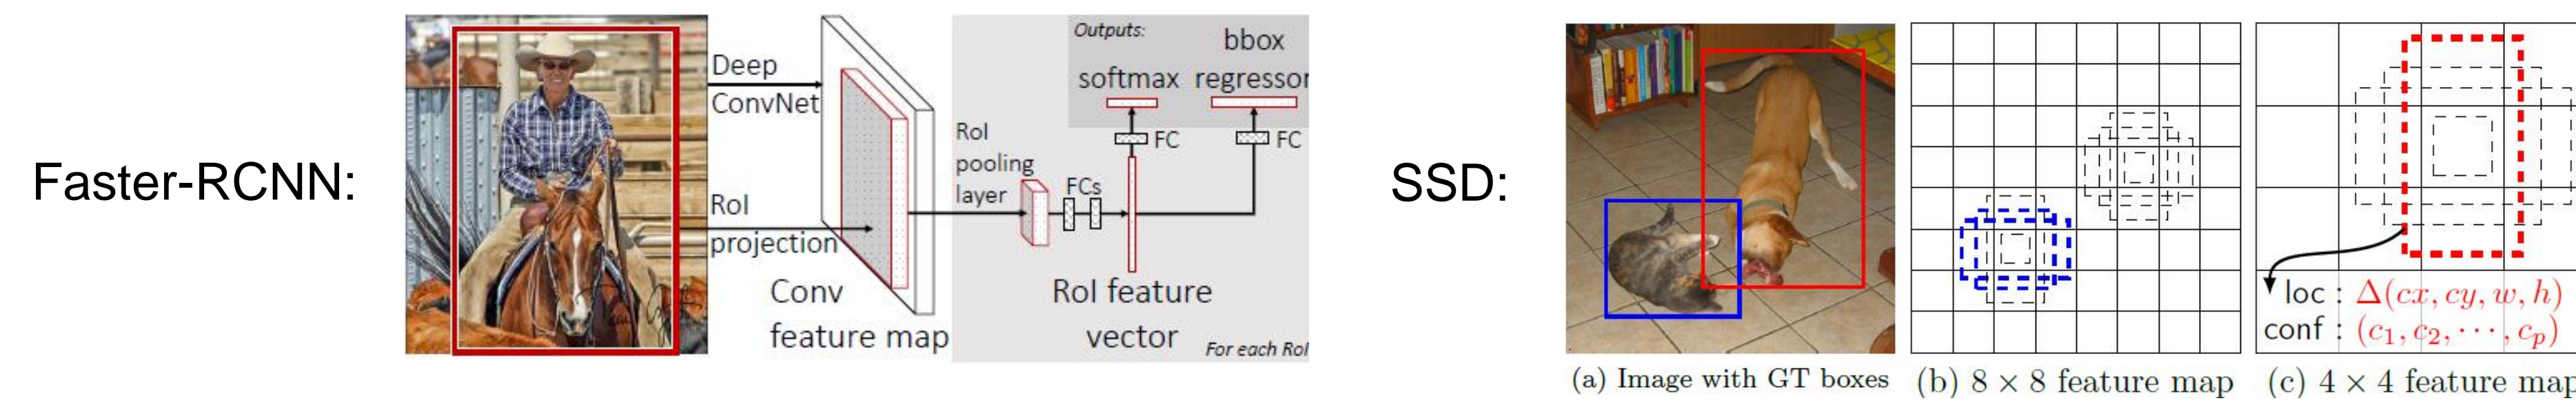 Faster-RCNN:
Deep
ConvNet
RoI
projection
Conv
feature map
RoI
pooling
layer
FCs
Outputs:
softmax
bbox
regressor
FC
FC
RoI feature
vector
For each RoI
SSD:
loc : Δ(cx, cy, w, h)
conf : (c₁, c₂, ⋯, cₚ)
(a) Image with GT boxes
(b) 8 × 8 feature map
(c) 4 × 4 feature map